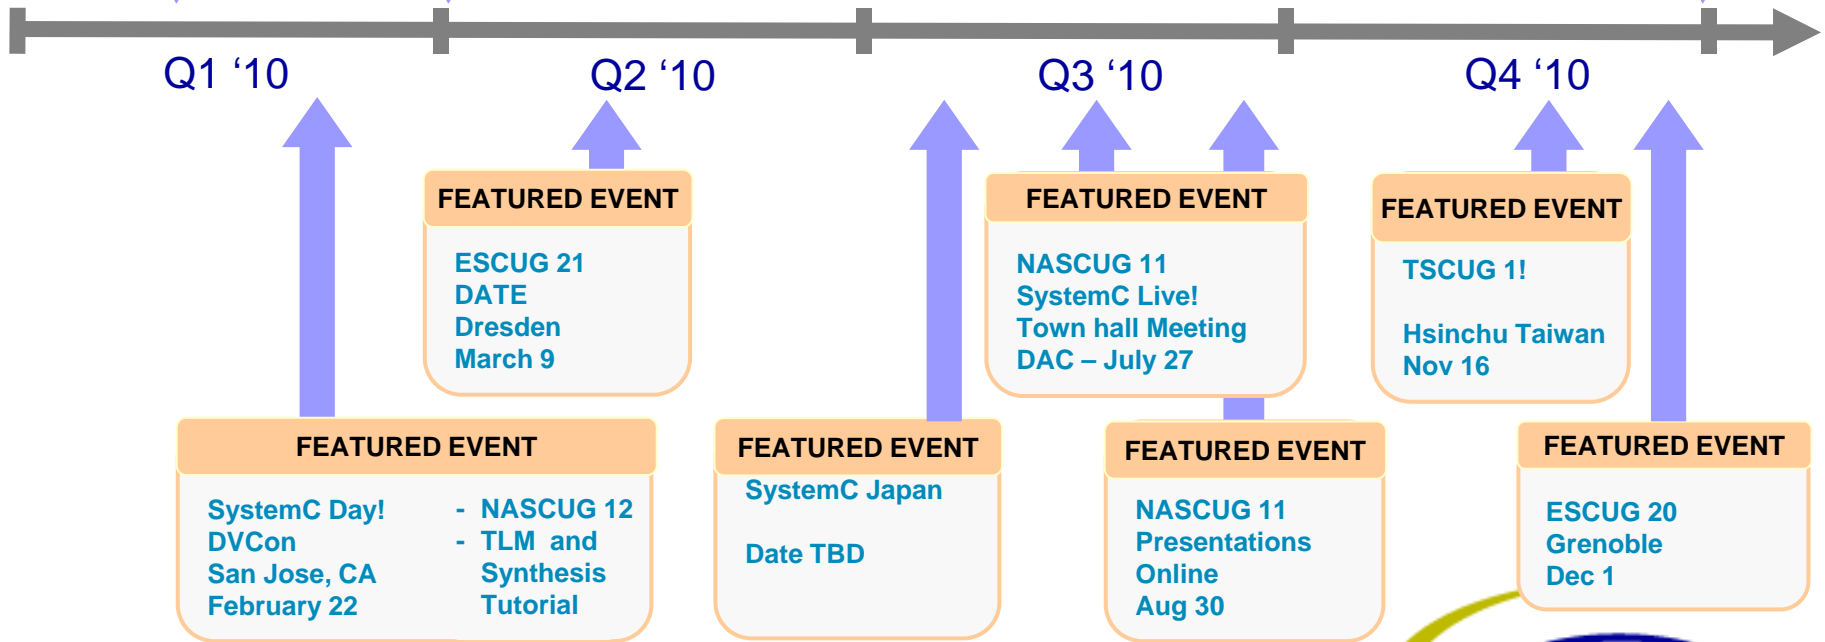 Q1 ‘10
Q2 ‘10
Q3 ‘10
Q4 ‘10
FEATURED EVENT
ESCUG 21
DATE
Dresden
March 9
FEATURED EVENT
NASCUG 11
SystemC Live!
Town hall Meeting
DAC – July 27
FEATURED EVENT
TSCUG 1!
Hsinchu Taiwan
Nov 16
FEATURED EVENT
SystemC Day!
DVCon
San Jose, CA
February 22
- NASCUG 12
- TLM and
Synthesis
Tutorial
FEATURED EVENT
SystemC Japan
Date TBD
FEATURED EVENT
NASCUG 11
Presentations
Online
Aug 30
FEATURED EVENT
ESCUG 20
Grenoble
Dec 1